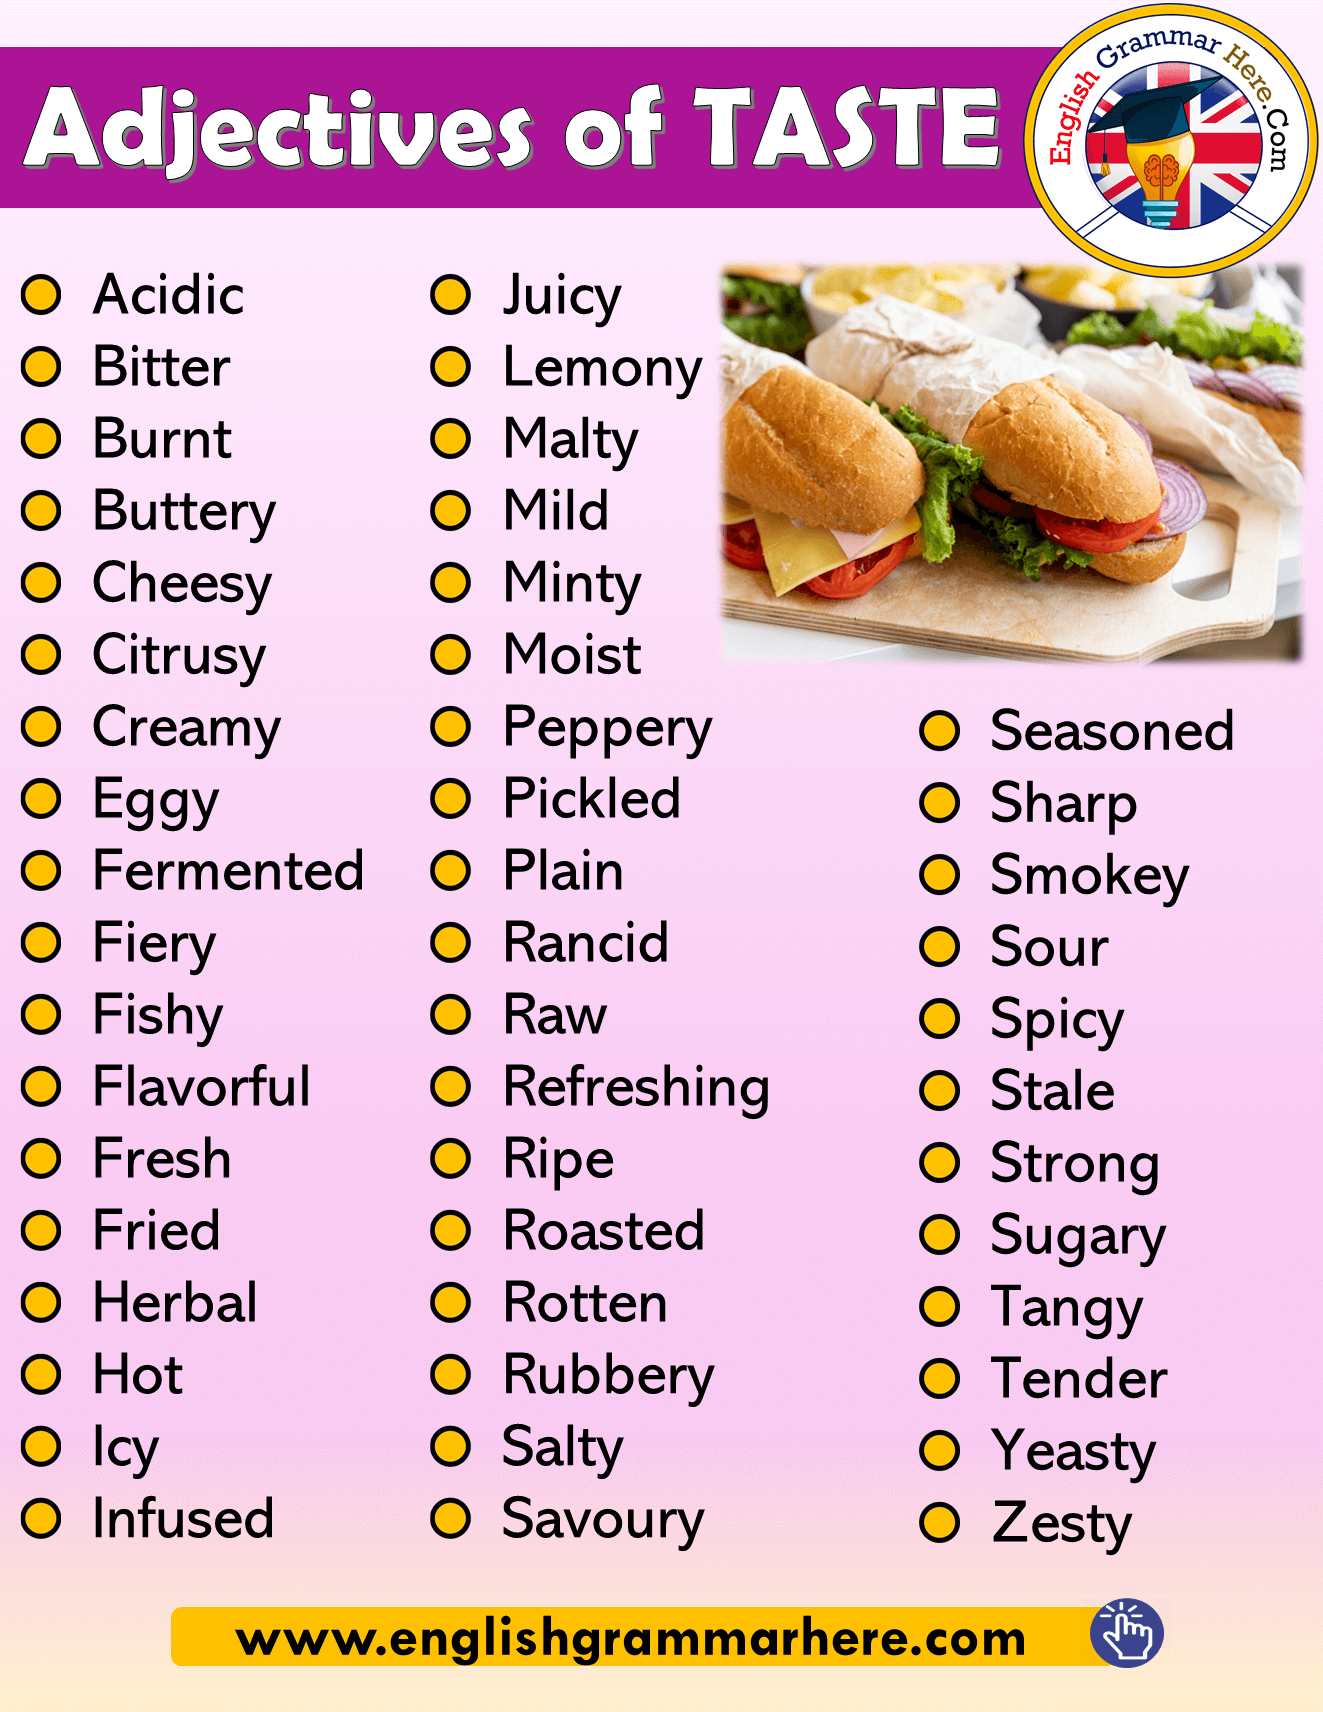 Adjectives of TASTE
English Grammar Here.Com
Acidic
Bitter
Burnt
Buttery
Cheesy
Citrusy
Creamy
Eggy
Fermented
Fiery
Fishy
Flavorful
Fresh
Fried
Herbal
Hot
Icy
Infused
Juicy
Lemony
Malty
Mild
Minty
Moist
Peppery
Pickled
Plain
Rancid
Raw
Refreshing
Ripe
Roasted
Rotten
Rubbery
Salty
Savoury
Seasoned
Sharp
Smokey
Sour
Spicy
Stale
Strong
Sugary
Tangy
Tender
Yeasty
Zesty
www.englishgrammarhere.com